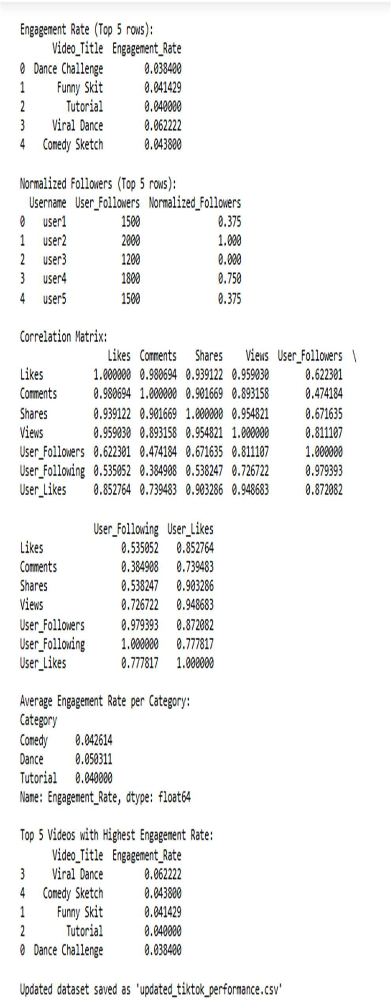 Engagement Rate (Top 5 rows):
Video_Title Engagement_Rate
0 Dance Challenge 0.038400
1 Funny Skit 0.041429
2 Tutorial 0.040000
3 Viral Dance 0.062222
4 Comedy Sketch 0.043800
Normalized Followers (Top 5 rows):
Username User_Followers Normalized_Followers
0 user1 1500 0.375
1 user2 2000 1.000
2 user3 1200 0.000
3 user4 1800 0.750
4 user5 1500 0.375
Correlation Matrix:
Likes Comments Shares Views User_Followers \
Likes 1.000000 0.980694 0.939122 0.959030 0.622301
Comments 0.980694 1.000000 0.901669 0.893158 0.474184
Shares 0.939122 0.901669 1.000000 0.954821 0.671635
Views 0.959030 0.893158 0.954821 1.000000 0.811107
User_Followers 0.622301 0.474184 0.671635 0.811107 1.000000
User_Following 0.535052 0.384908 0.538247 0.726722 0.979393
User_Likes 0.852764 0.739483 0.903286 0.948683 0.872082
User_Following User_Likes
Likes 0.535052 0.852764
Comments 0.384908 0.739483
Shares 0.538247 0.903286
Views 0.726722 0.948683
User_Followers 0.979393 0.872082
User_Following 1.000000 0.777817
User_Likes 0.777817 1.000000
Average Engagement Rate per Category:
Category
Comedy 0.042614
Dance 0.050311
Tutorial 0.040000
Name: Engagement_Rate, dtype: float64
Top 5 Videos with Highest Engagement Rate:
Video_Title Engagement_Rate
3 Viral Dance 0.062222
4 Comedy Sketch 0.043800
1 Funny Skit 0.041429
2 Tutorial 0.040000
0 Dance Challenge 0.038400
Updated dataset saved as 'updated_tiktok_performance.csv'